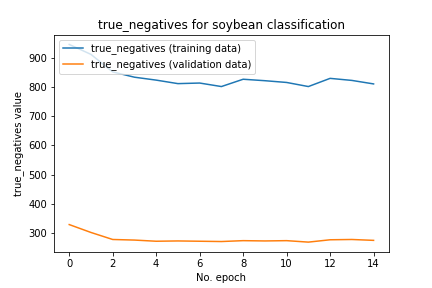 true_negatives for soybean classification
true_negatives (training data)
true_negatives (validation data)
true_negatives value
900
800
700
600
500
400
300
0 2 4 6 8 10 12 14
No. epoch